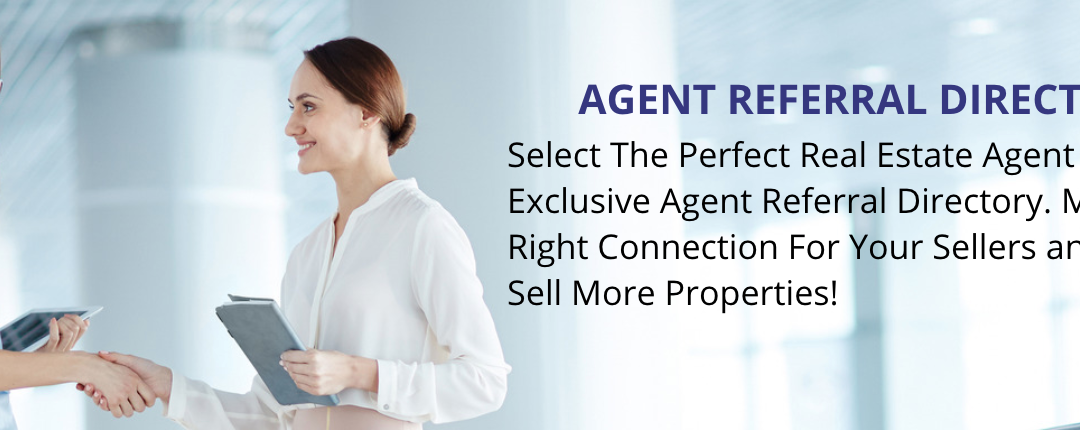 AGENT REFERRAL DIRECT
Select The Perfect Real Estate Agent
Exclusive Agent Referral Directory. M
Right Connection For Your Sellers an
Sell More Properties!